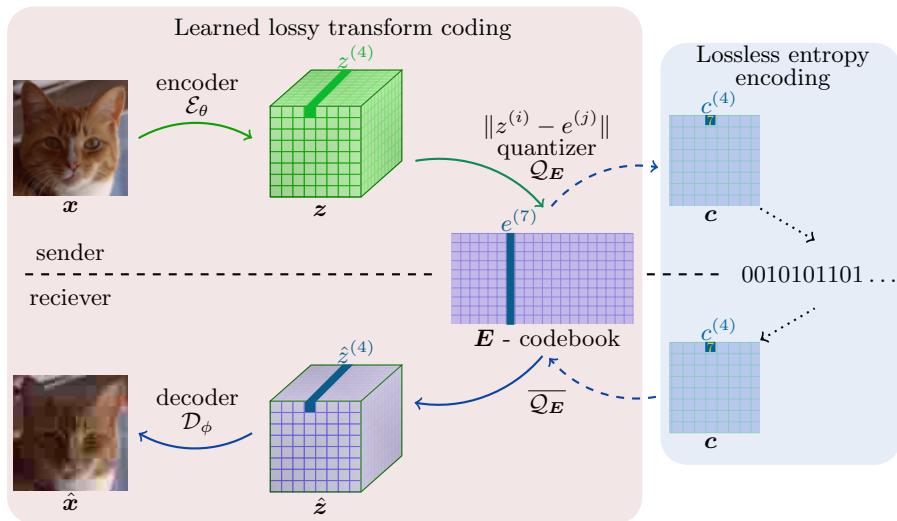 Learned lossy transform coding
Lossless entropy
encoding
encoder
ℰ_θ
z^(4)
‖z^(i) − e^(j)‖
quantizer
𝒬_E
c^(4)
7
x
z
c
e^(7)
sender
reciever
0010101101 ...
E - codebook
decoder
𝒟_ϕ
ẑ^(4)
\overline{𝒬_E}
c^(4)
7
x̂
ẑ
c